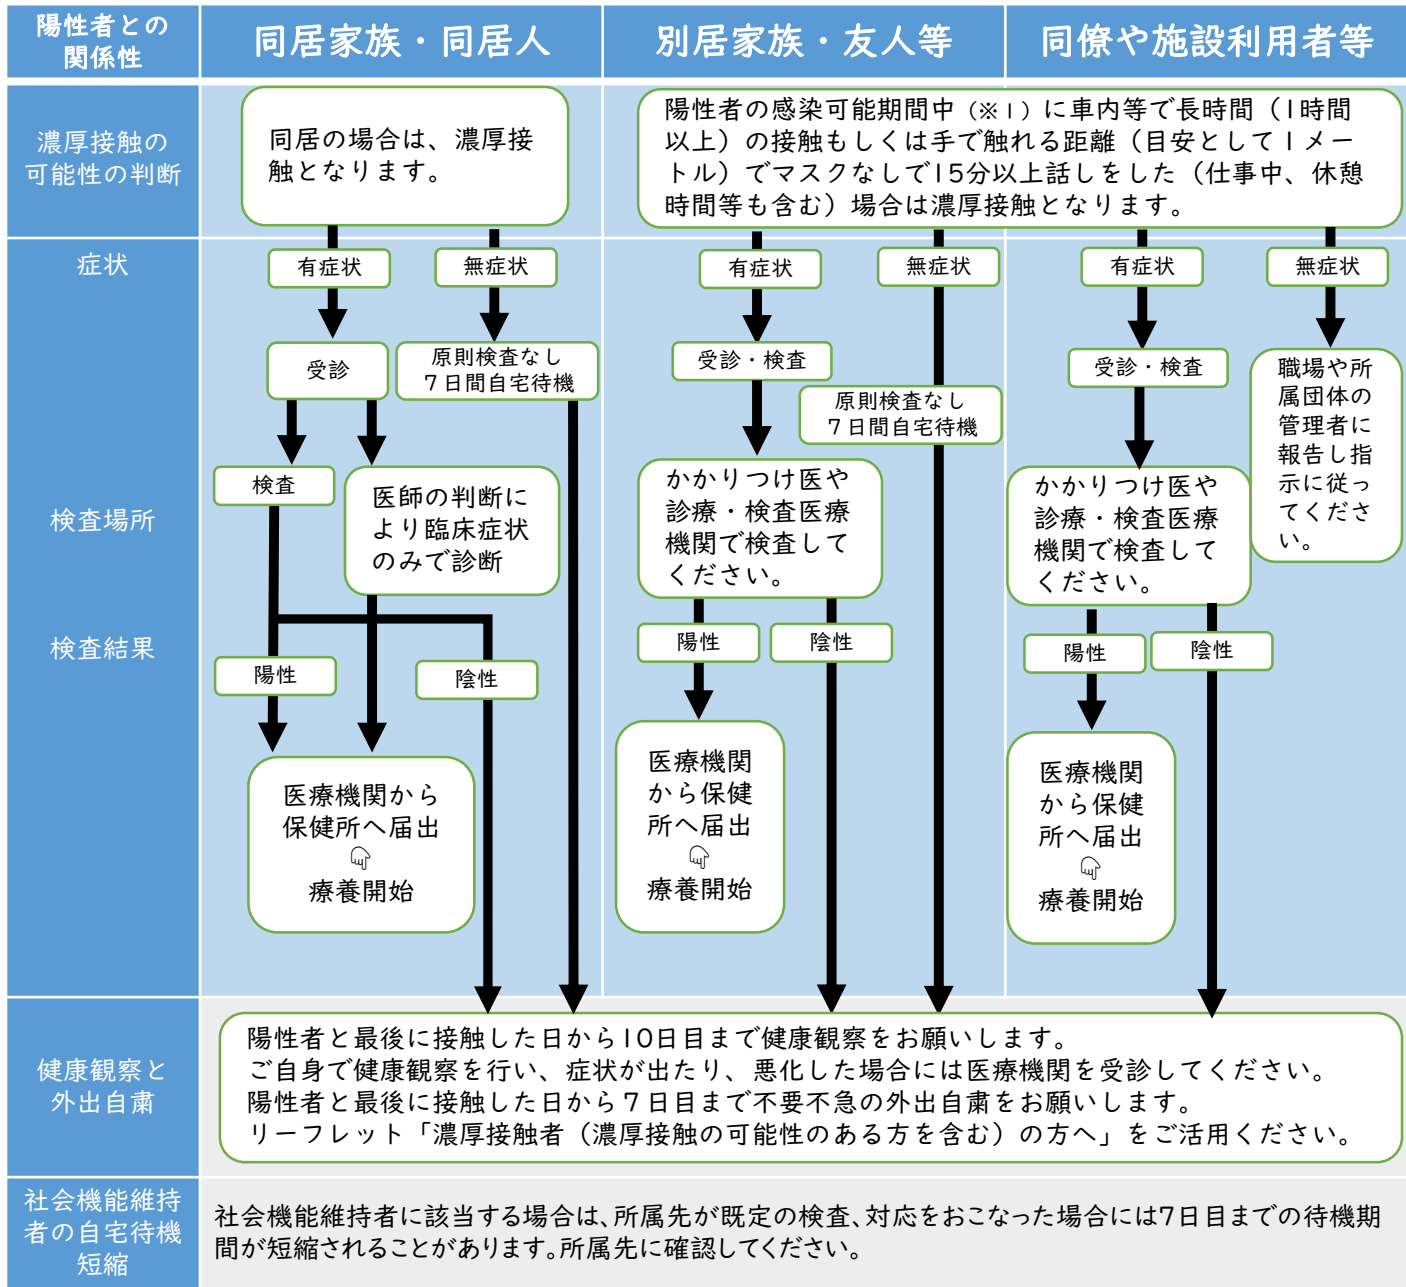 陽性者との
関係性
同居家族・同居人
別居家族・友人等
同僚や施設利用者等
濃厚接触の
可能性の判断
同居の場合は、濃厚接
触となります。
陽性者の感染可能期間中（※1）に車内等で長時間（1時間
以上）の接触もしくは手で触れる距離（目安として1メー
トル）でマスクなしで15分以上話しをした（仕事中、休憩
時間等も含む）場合は濃厚接触となります。
症状
有症状
無症状
有症状
無症状
有症状
無症状
受診
原則検査なし
7日間自宅待機
受診・検査
原則検査なし
7日間自宅待機
受診・検査
職場や所
属団体の
管理者に
報告し指
示に従っ
てくださ
い。
検査場所
検査
医師の判断に
より臨床症状
のみで診断
かかりつけ医や
診療・検査医療
機関で検査して
ください。
かかりつけ医や
診療・検査医療
機関で検査して
ください。
検査結果
陽性
陰性
陽性
陰性
陽性
陰性
医療機関から
保健所へ届出
☟
療養開始
医療機関
から保健
所へ届出
☟
療養開始
医療機関
から保健
所へ届出
☟
療養開始
健康観察と
外出自粛
陽性者と最後に接触した日から10日目まで健康観察をお願いします。
ご自身で健康観察を行い、症状が出たり、悪化した場合には医療機関を受診してください。
陽性者と最後に接触した日から7日目まで不要不急の外出自粛をお願いします。
リーフレット「濃厚接触者（濃厚接触の可能性のある方を含む）の方へ」をご活用ください。
社会機能維持
者の自宅待機
短縮
社会機能維持者に該当する場合は、所属先が既定の検査、対応をおこなった場合には7日目までの待機期
間が短縮されることがあります。所属先に確認してください。